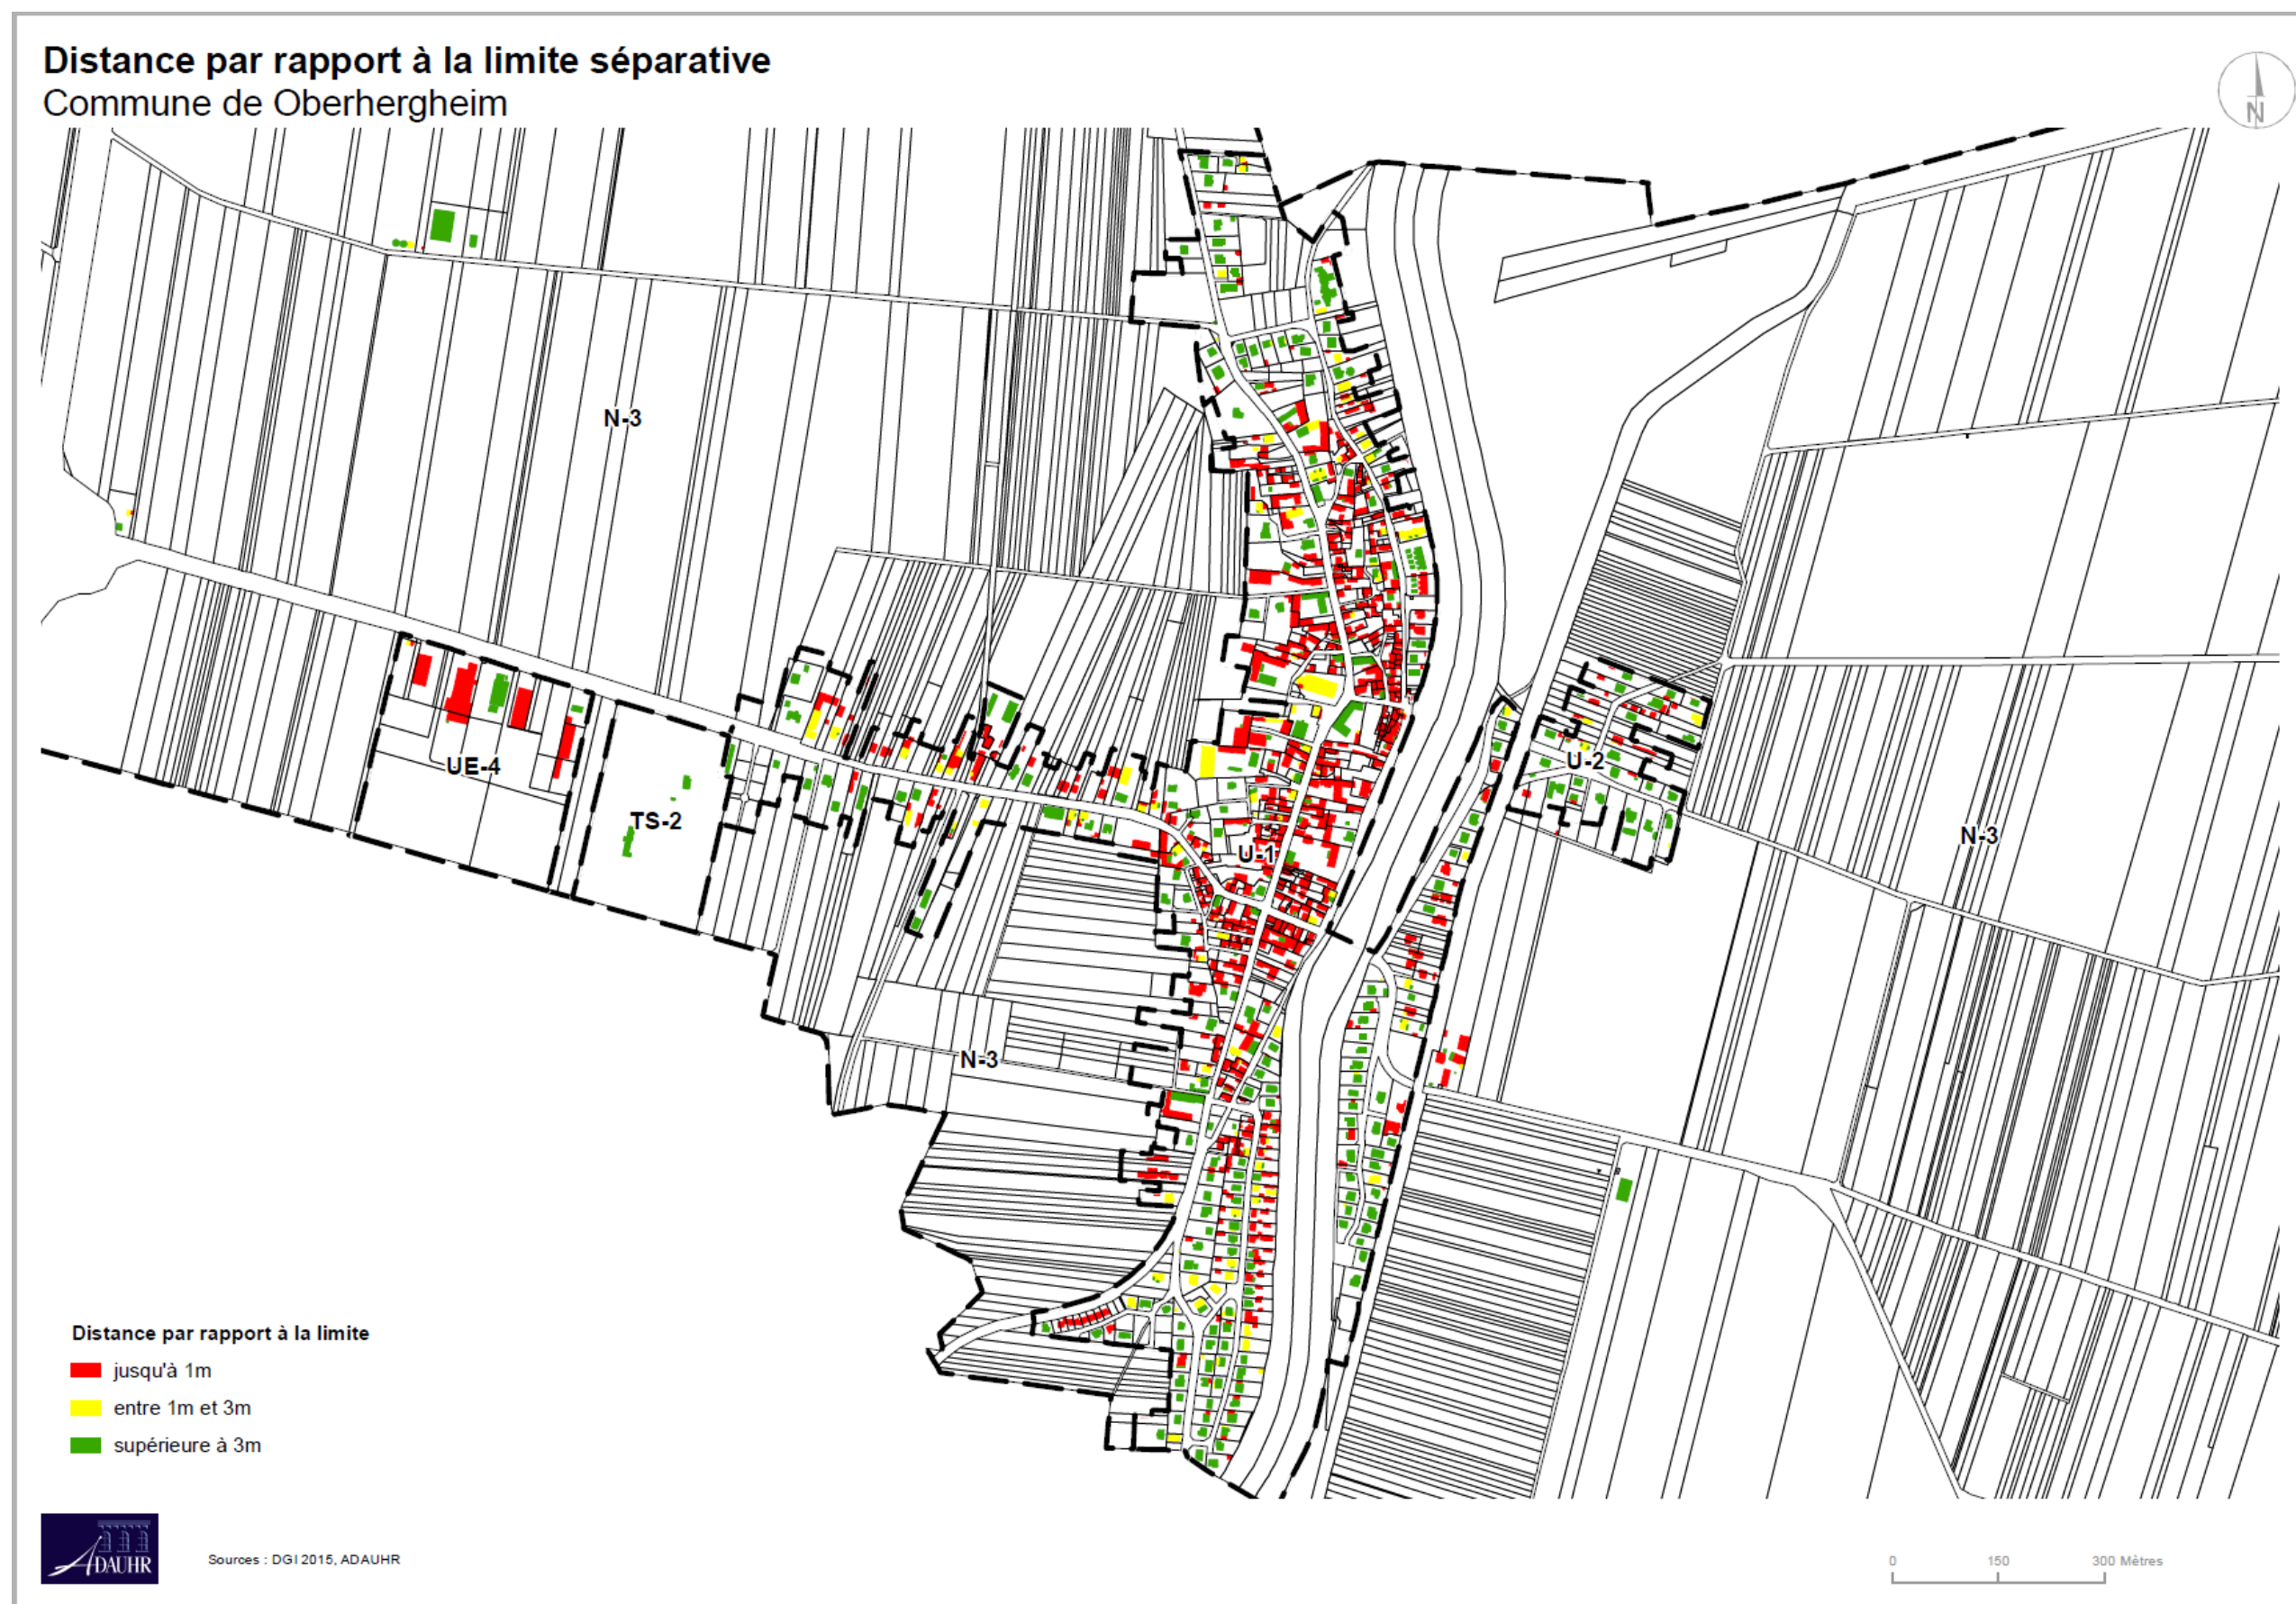 Distance par rapport à la limite séparative
Commune de Oberhergheim
N
N-3
UE-4
TS-2
U-2
U-1
N-3
N-3
Distance par rapport à la limite
jusqu'à 1m
entre 1m et 3m
supérieure à 3m
ADAUHR
Sources : DGI 2015, ADAUHR
0 150 300 Mètres